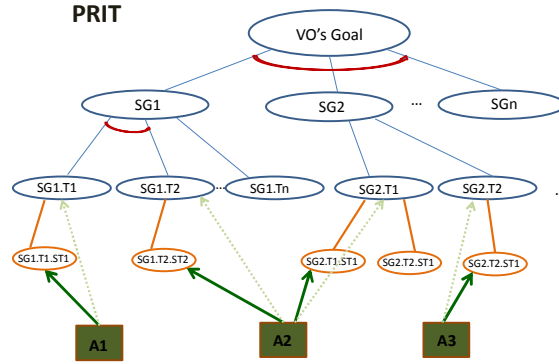 PRIT
VO's Goal
SG1
SG2
...
SGn
SG1.T1
SG1.T2
...
SG1.Tn
SG2.T1
SG2.T2
..
SG1.T1.ST1
SG1.T2.ST2
SG2.T1.ST1
SG2.T2.ST1
SG2.T2.ST1
A1
A2
A3